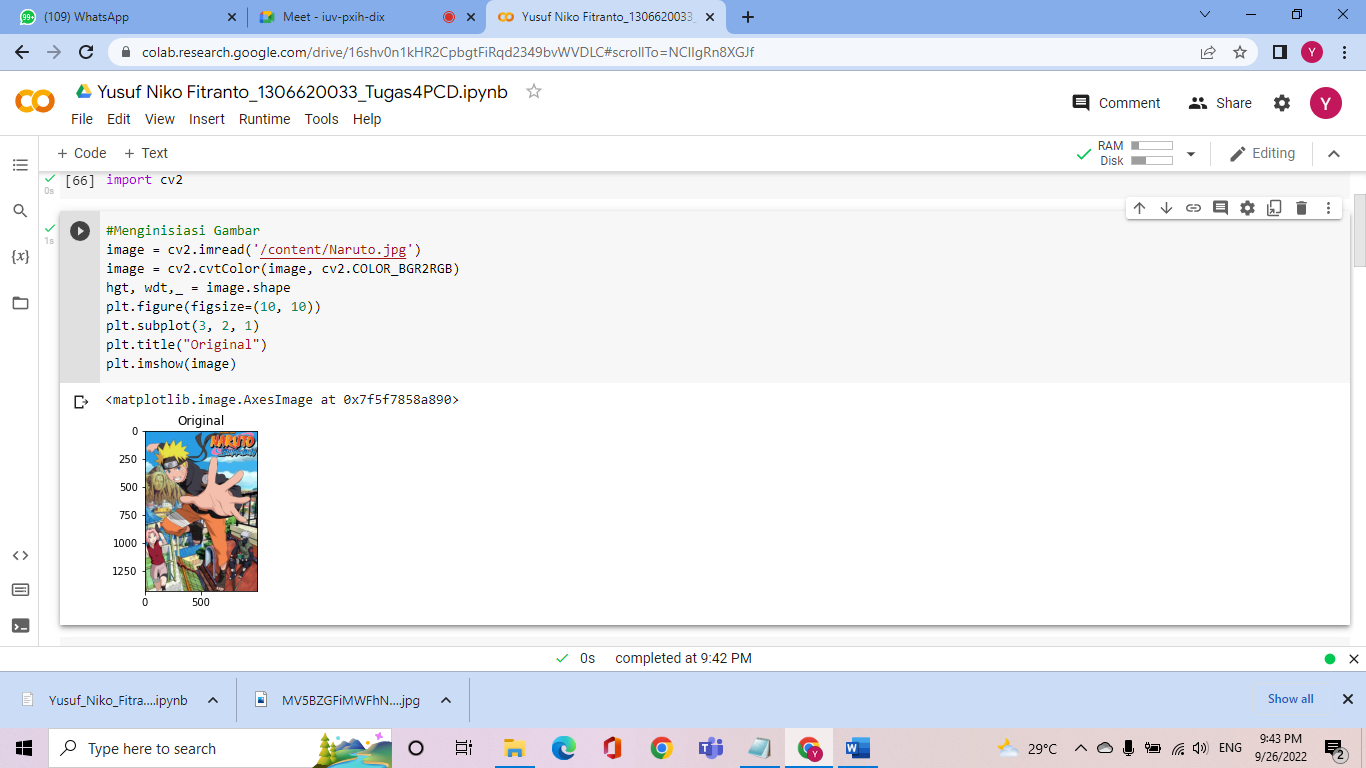 (109) WhatsApp
Meet - iuv-pxih-dix
Yusuf Niko Fitranto_1306620033_
colab.research.google.com/drive/16shv0n1kHR2CpbgtFiRqd2349bvWVDLC#scrollTo=NCIIgRn8XGJf
Y
CO Yusuf Niko Fitranto_1306620033_Tugas4PCD.ipynb
Comment Share Y
File Edit View Insert Runtime Tools Help
+ Code + Text
RAM
Disk
Editing
0s
[66] import cv2
1s
#Menginisiasi Gambar
image = cv2.imread('/content/Naruto.jpg')
image = cv2.cvtColor(image, cv2.COLOR_BGR2RGB)
hgt, wdt,_ = image.shape
plt.figure(figsize=(10, 10))
plt.subplot(3, 2, 1)
plt.title("Original")
plt.imshow(image)
{x}
<matplotlib.image.AxesImage at 0x7f5f7858a890>
Original
NARUTO
0
250
500
750
1000
1250
0 500
0s completed at 9:42 PM
Yusuf_Niko_Fitra....ipynb
MV5BZGFiMWFhN....jpg
Show all
Type here to search
29°C
ENG
9:43 PM
9/26/2022
2